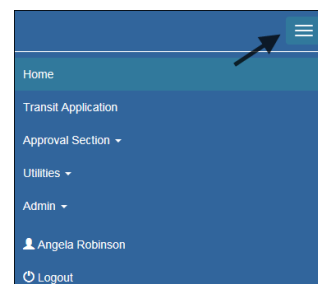 Home
Transit Application
Approval Section
Utilities
Admin
Angela Robinson
Logout